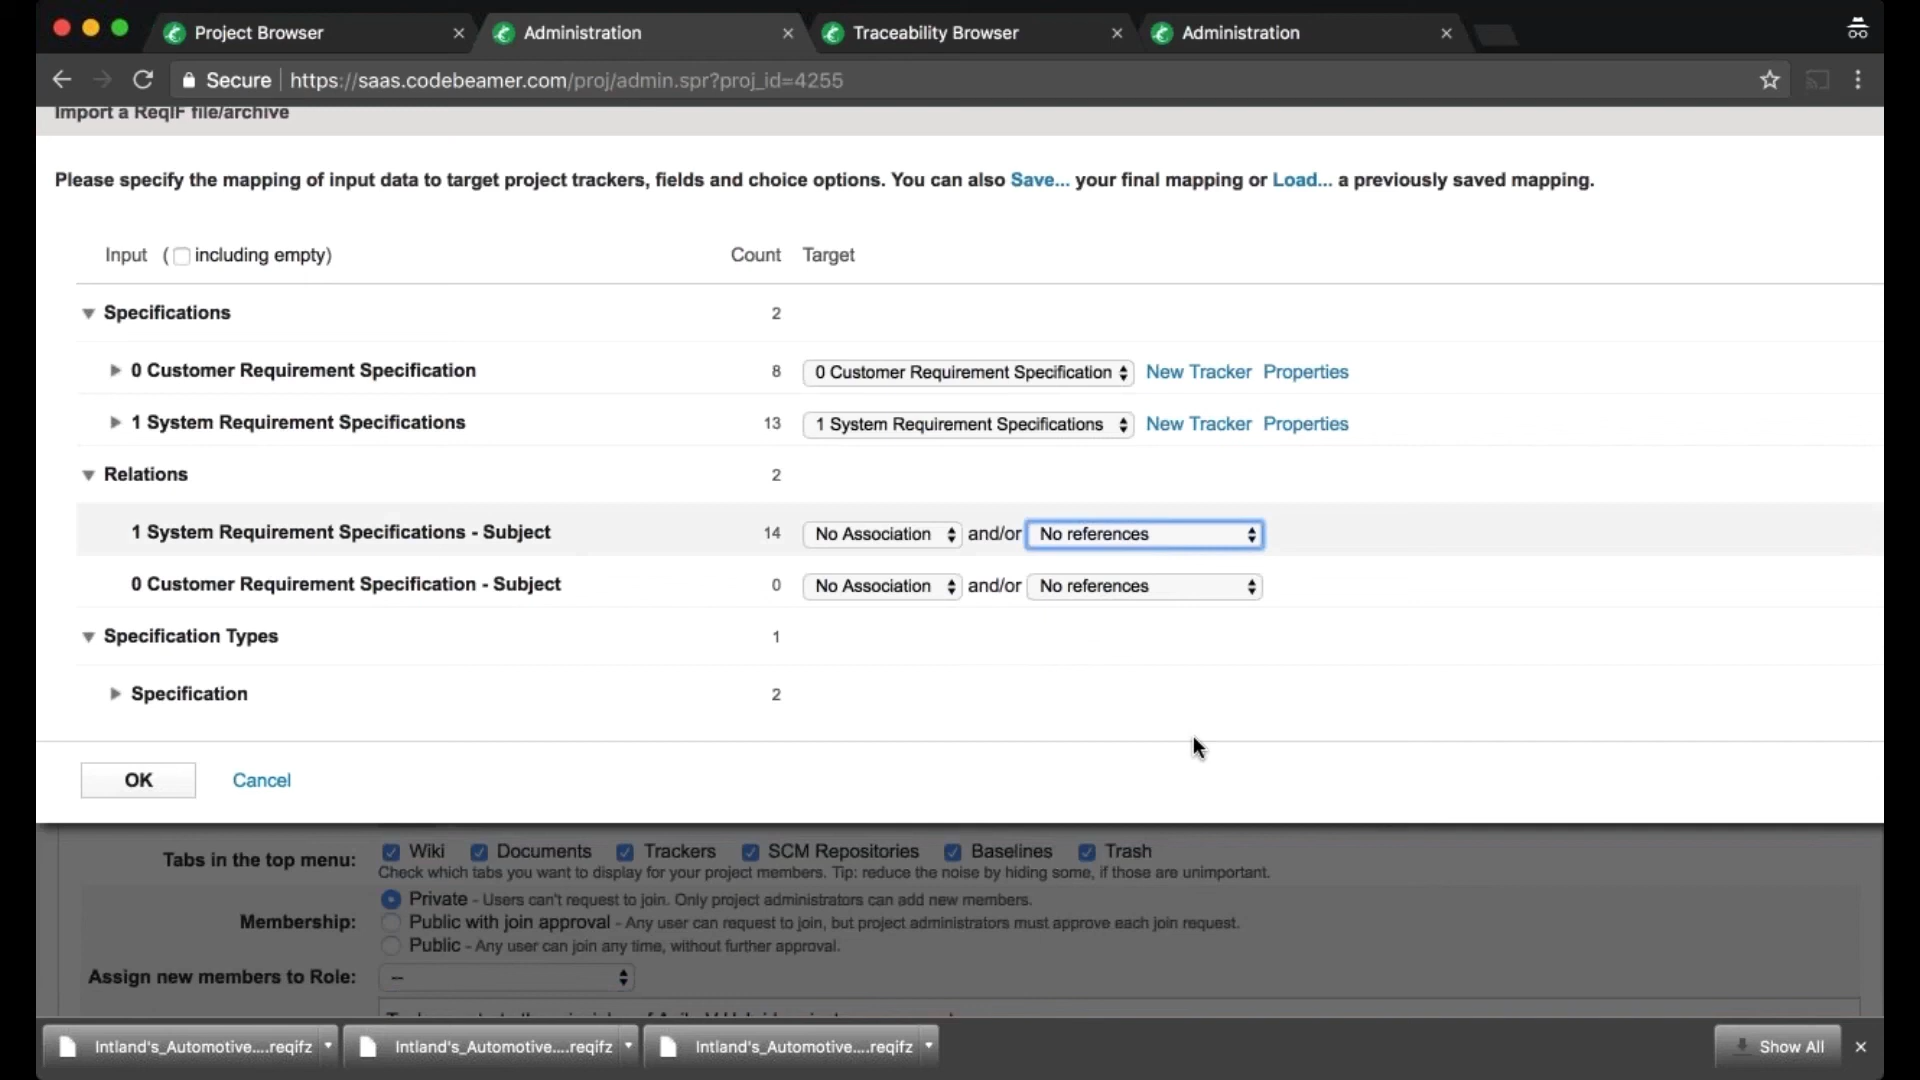 Project Browser
Administration
Traceability Browser
Administration
Secure https://saas.codebeamer.com/proj/admin.spr?proj_id=4255
Import a ReqIF file/archive
Please specify the mapping of input data to target project trackers, fields and choice options. You can also Save... your final mapping or Load... a previously saved mapping.
Input ( including empty) Count Target
Specifications 2
0 Customer Requirement Specification 8 0 Customer Requirement Specification New Tracker Properties
1 System Requirement Specifications 13 1 System Requirement Specifications New Tracker Properties
Relations 2
1 System Requirement Specifications - Subject 14 No Association and/or No references
0 Customer Requirement Specification - Subject 0 No Association and/or No references
Specification Types 1
Specification 2
OK Cancel
Tabs in the top menu: Wiki Documents Trackers SCM Repositories Baselines Trash
Check which tabs you want to display for your project members. Tip: reduce the noise by hiding some, if those are unimportant.
Membership: Private - Users can't request to join. Only project administrators can add new members.
Public with join approval - Any user can request to join, but project administrators must approve each join request.
Public - Any user can join any time, without further approval.
Assign new members to Role: --
Intland's_Automotive....reqifz Intland's_Automotive....reqifz Intland's_Automotive....reqifz Show All